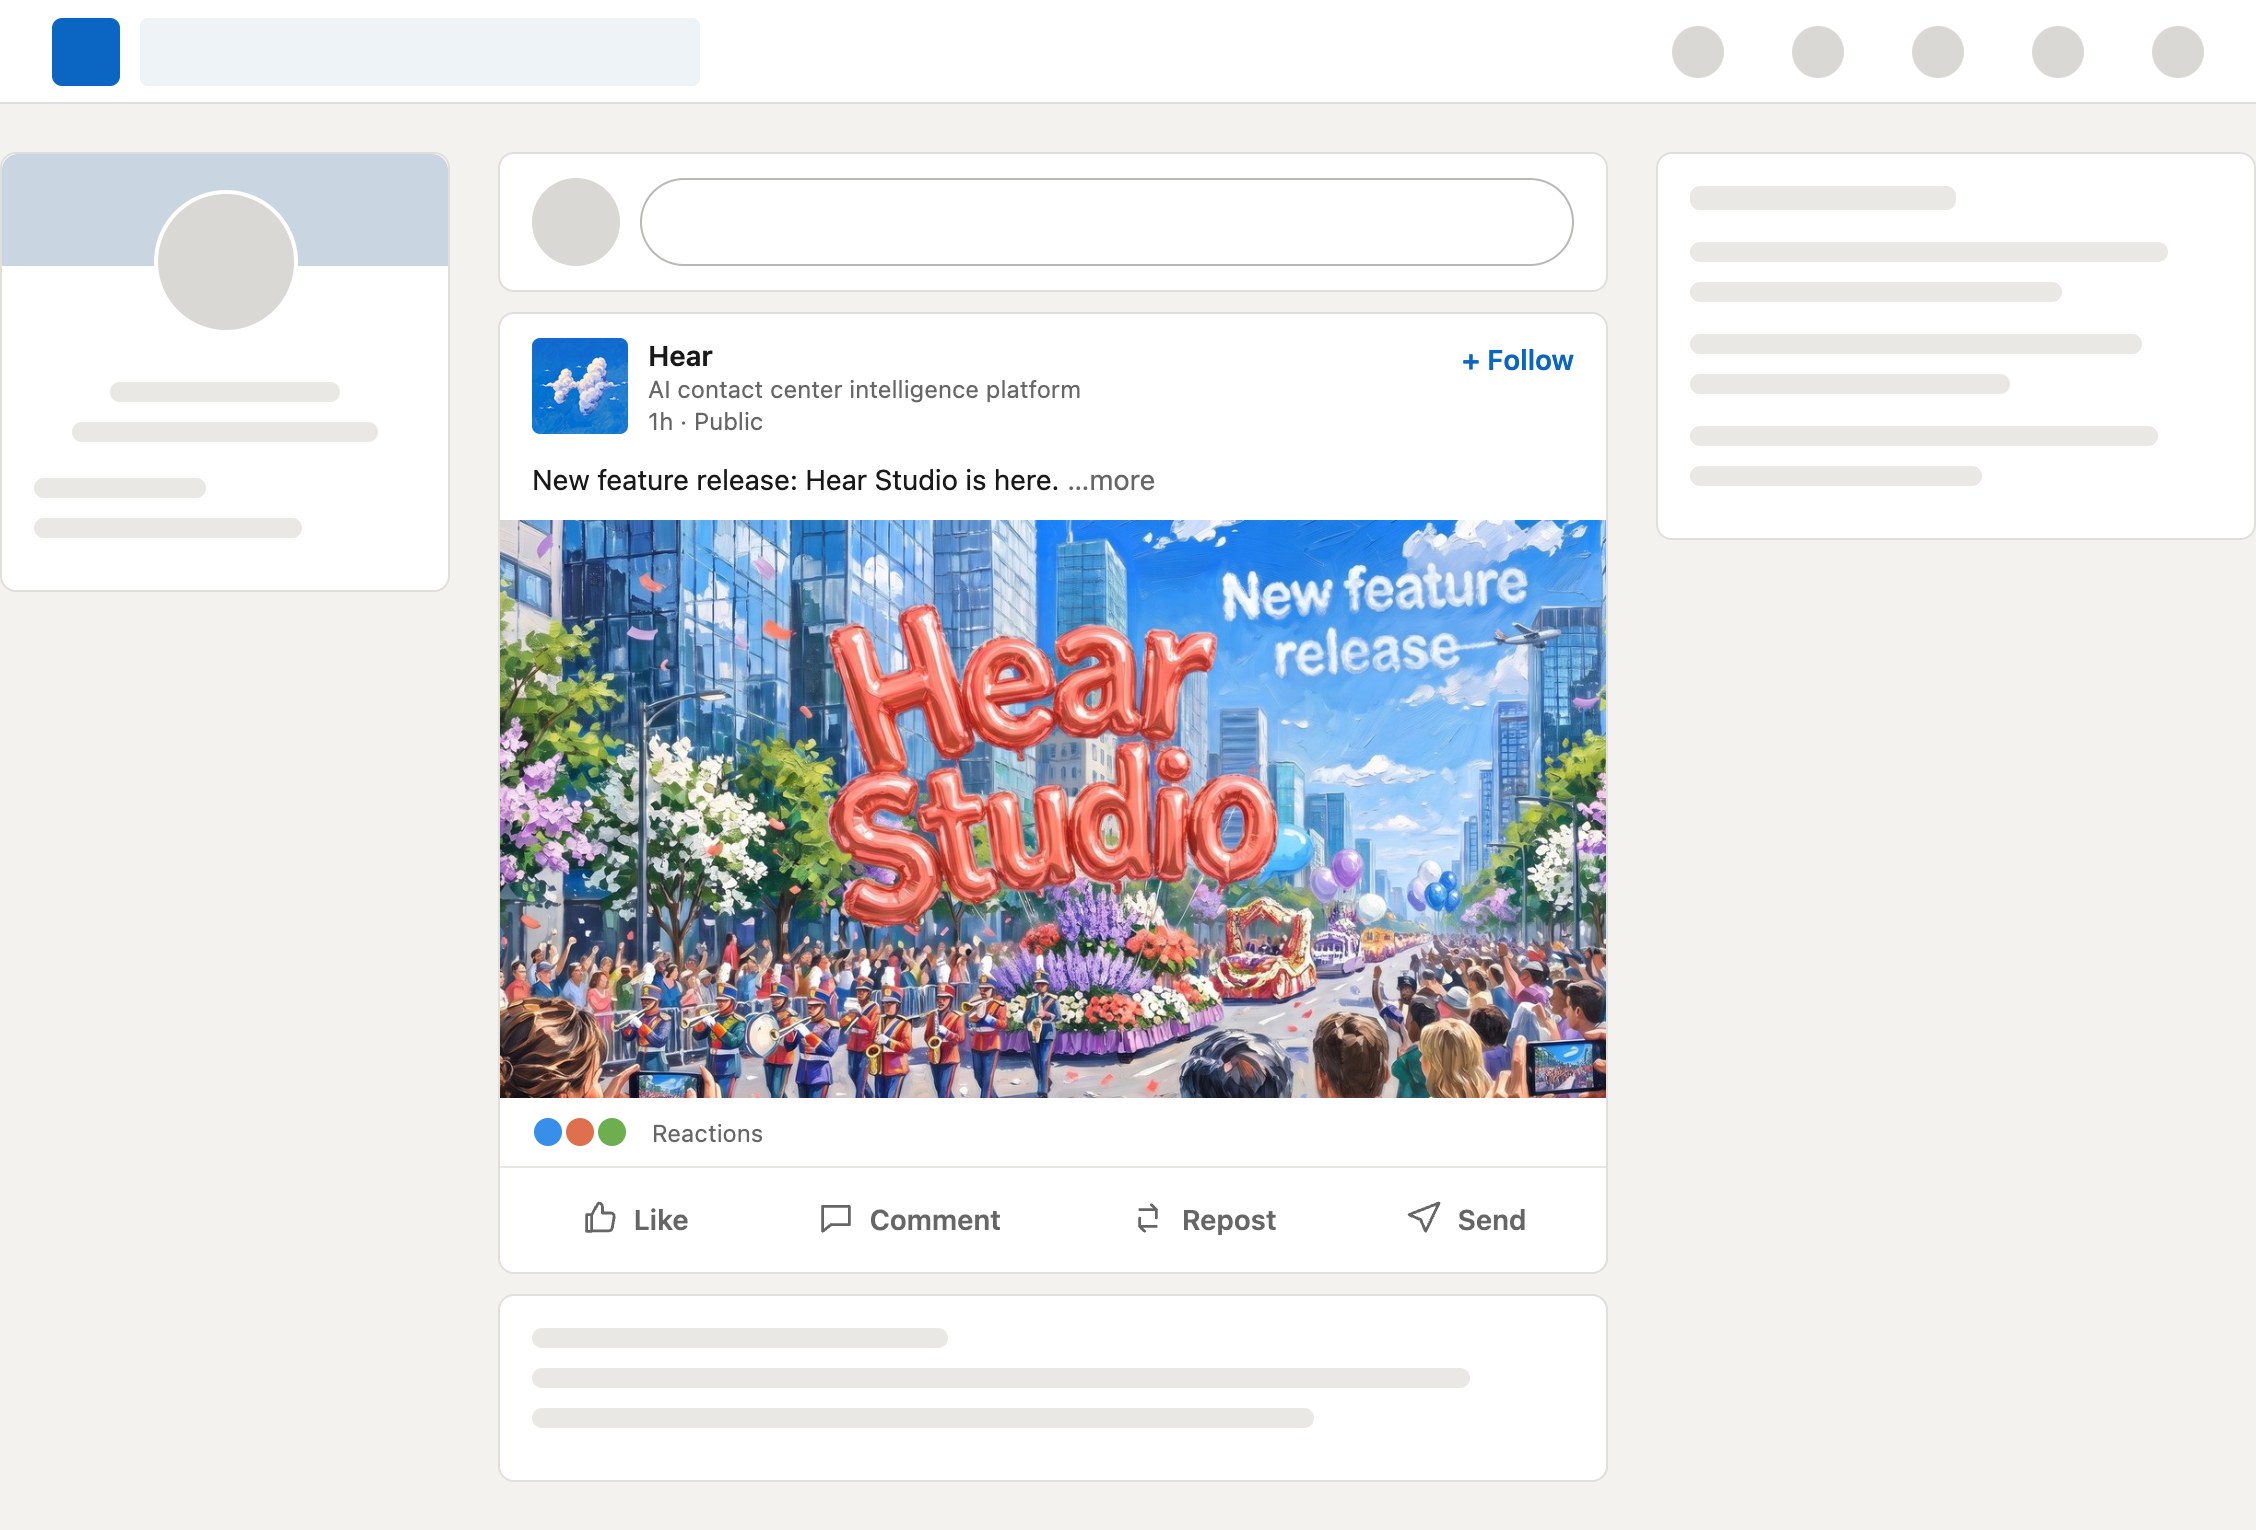 Hear
AI contact center intelligence platform
1h · Public
+ Follow
New feature release: Hear Studio is here. ...more
New feature
release
Hear
Studio
Reactions
Like
Comment
Repost
Send